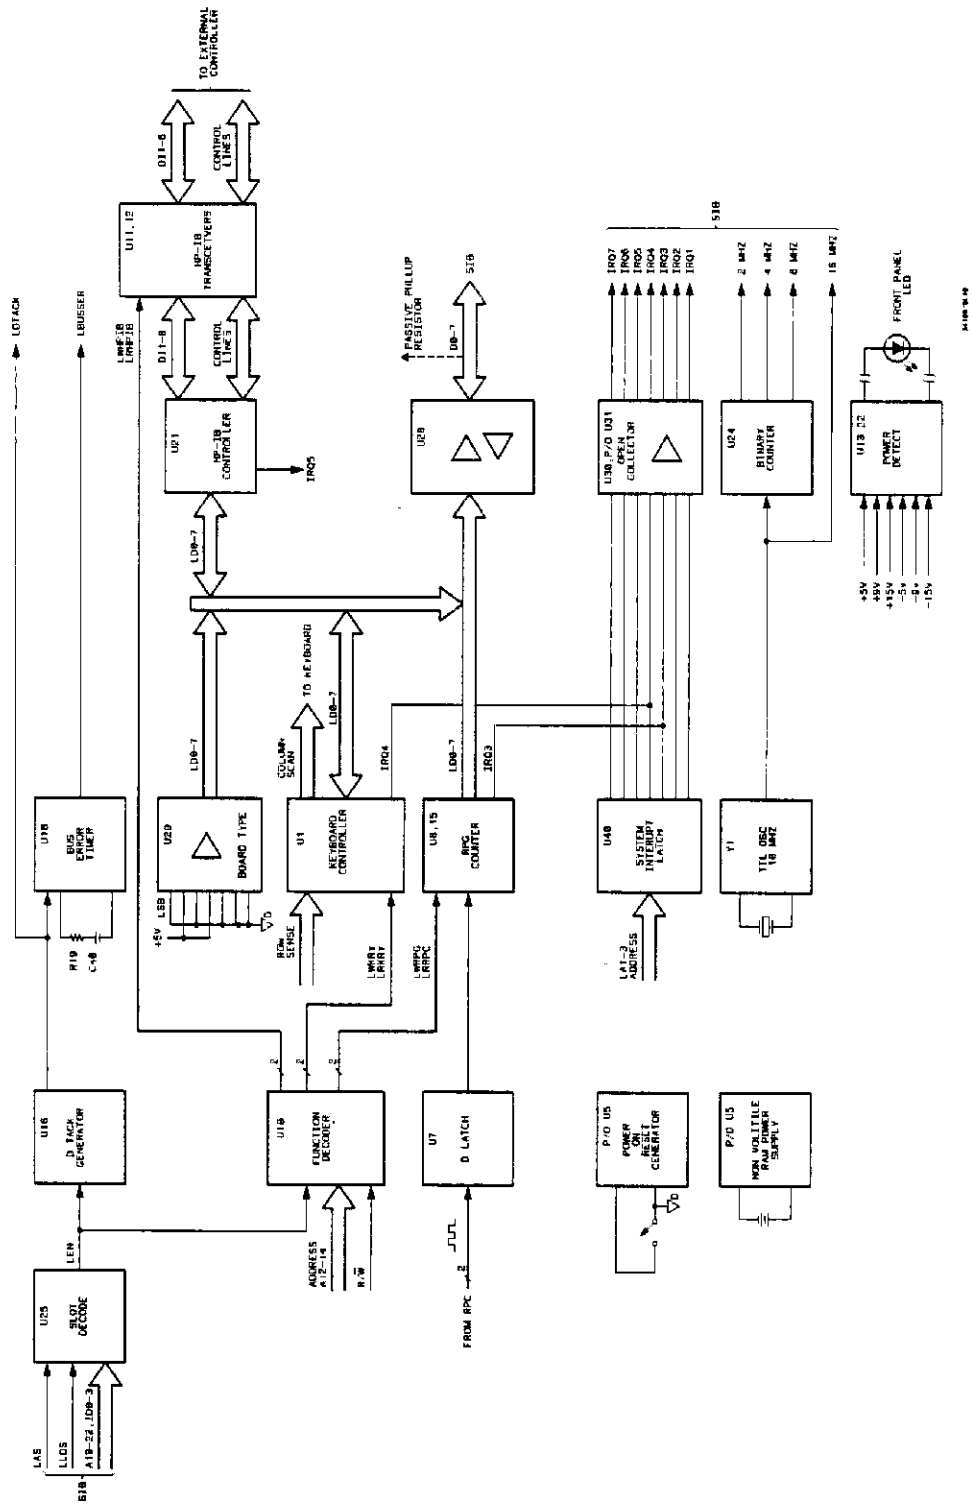 SIB
LAS
LLDS
A19-22, ID0-3
U25
SLOT
DECODE
LEN
U16
D TACK
GENERATOR
LDTACK
U18
BUS
ERROR
TIMER
R19
C48
LBUSSER
ADDRESS
A12-14
R/W
U10
FUNCTION
DECODER
2
2
2
LWHPIB
LRHPIB
LWKRY
LRKRY
LWRPG
LRRPG
+5V
LSB
D
U20
BOARD TYPE
LD0-7
LD0-7
U21
HP-IB
CONTROLLER
IRQ5
DI1-8
CONTROL
LINES
U11,12
HP-IB
TRANSCEIVERS
DI1-8
CONTROL
LINES
TO EXTERNAL
CONTROLLER
ROW
SENSE
U1
KEYBOARD
CONTROLLER
COLUMN
SCAN
TO KEYBOARD
LD0-7
IRQ4
FROM RPG
2
U7
D LATCH
U8,15
RPG
COUNTER
LD0-7
IRQ3
U28
PASSIVE PULLUP
RESISTOR
D0-7
SIB
P/O U5
POWER
ON
RESET
GENERATOR
D
LA1-3
ADDRESS
U40
SYSTEM
INTERRUPT
LATCH
U30,P/O U31
OPEN
COLLECTOR
IRQ7
IRQ6
IRQ5
IRQ4
IRQ3
IRQ2
IRQ1
SIB
P/O U5
NON VOLITILE
RAM POWER
SUPPLY
Y1
TTL OSC
16 MHZ
U24
BINARY
COUNTER
2 MHZ
4 MHZ
8 MHZ
16 MHZ
+5V
+9V
+15V
-5V
-9V
-15V
U13 22
POWER
DETECT
FRONT PANEL
LED